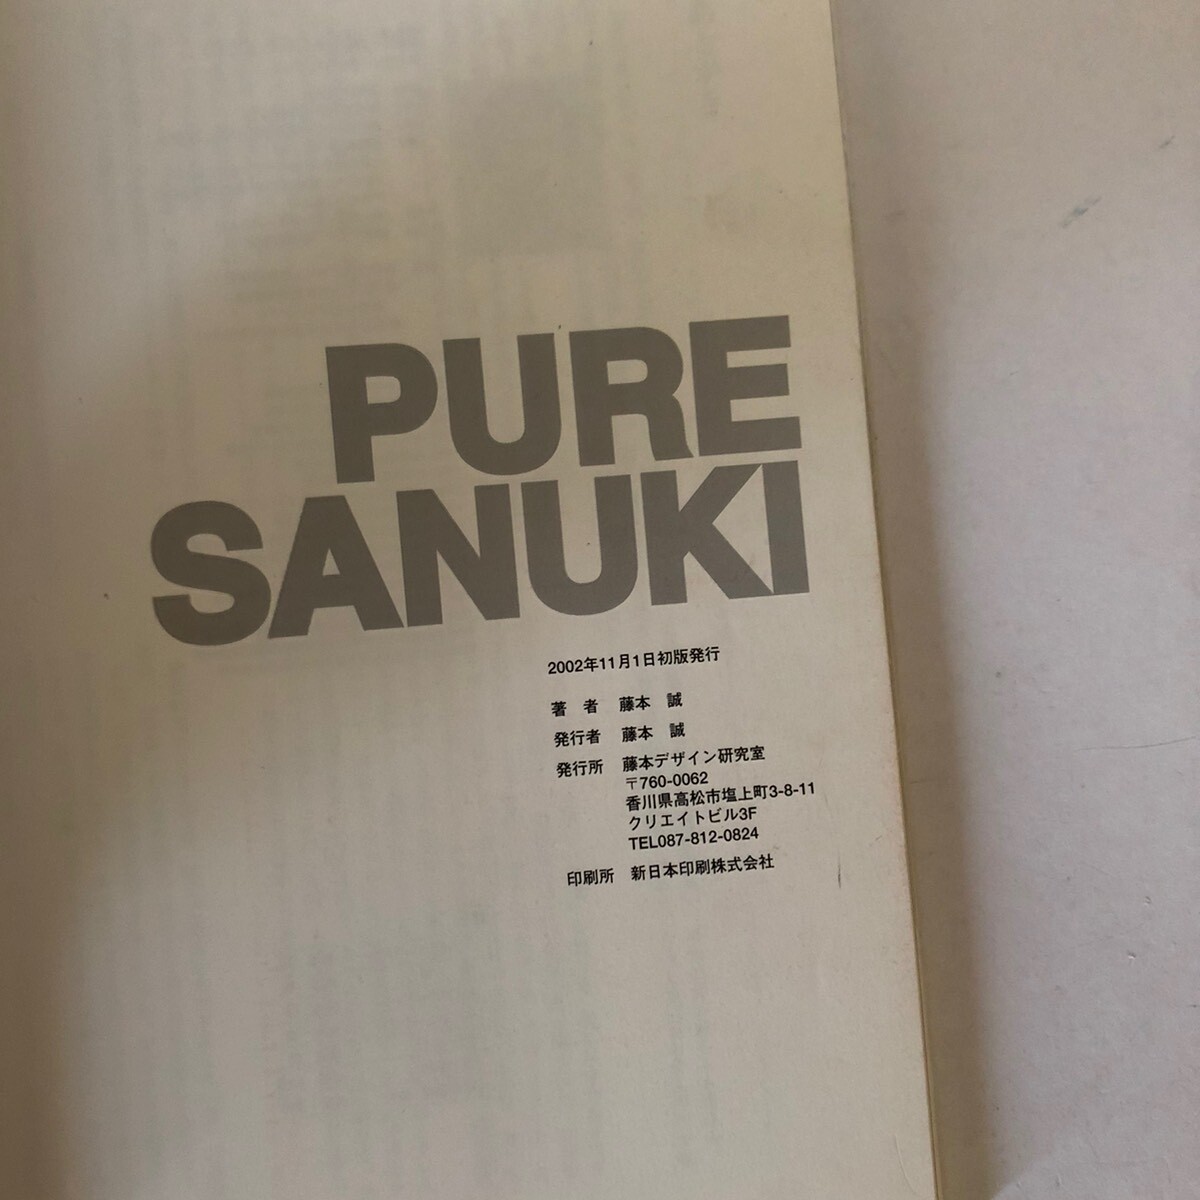 PURE
SANUKI
2002年11月1日初版発行
著　者　藤本　誠
発行者　藤本　誠
発行所　藤本デザイン研究室
〒760-0062
香川県高松市塩上町3-8-11
クリエイトビル3F
TEL087-812-0824
印刷所　新日本印刷株式会社